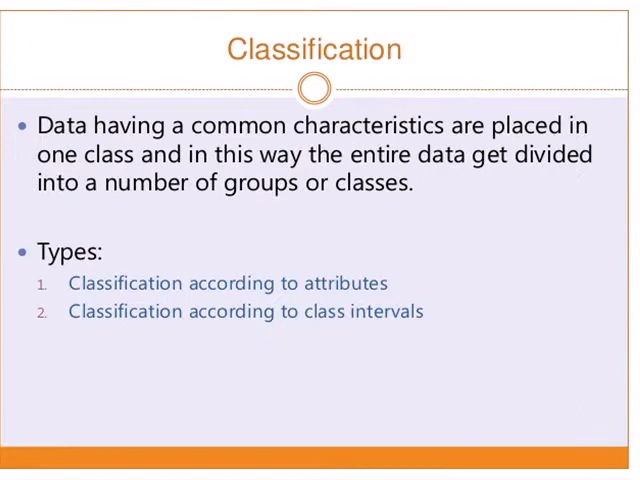 Classification
• Data having a common characteristics are placed in
one class and in this way the entire data get divided
into a number of groups or classes.
• Types:
1. Classification according to attributes
2. Classification according to class intervals